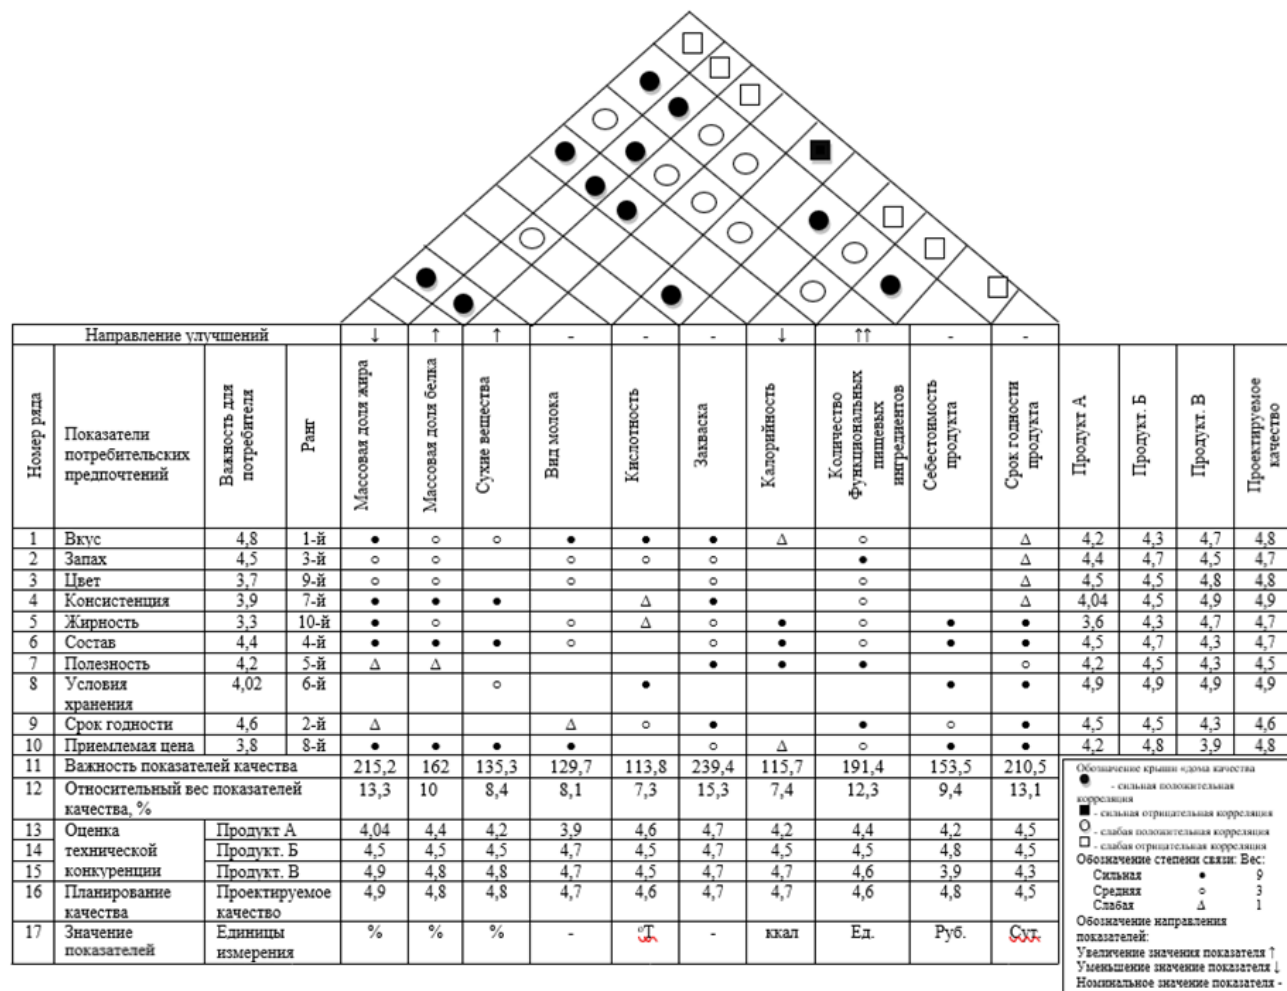 Направление улучшений ↓ ↑ ↑ - - - ↓ ↑↑ - -
Номер ряда
Показатели
потребительских
предпочтений
Важность для
потребителя
Ранг
Массовая доля жира
Массовая доля белка
Сухие вещества
Вид молока
Кислотность
Закваска
Калорийность
Количество
Функциональных
пищевых
ингредиентов
Себестоимость
продукта
Срок годности
продукта
Продукт А
Продукт. Б
Продукт. В
Проектируемое
качество
1 Вкус 4,8 1-й ● ○ ○ ● ● ● Δ ○ Δ 4,2 4,3 4,7 4,8
2 Запах 4,5 3-й ○ ○ ○ ○ ○ ● Δ 4,4 4,7 4,5 4,7
3 Цвет 3,7 9-й ○ ○ ○ ○ ○ Δ 4,5 4,5 4,8 4,8
4 Консистенция 3,9 7-й ● ● ● Δ ● ○ Δ 4,04 4,5 4,9 4,9
5 Жирность 3,3 10-й ● ○ ○ Δ ○ ● ○ ● ● 3,6 4,3 4,7 4,7
6 Состав 4,4 4-й ● ● ● ○ ○ ● ○ ● ● 4,5 4,7 4,3 4,7
7 Полезность 4,2 5-й Δ Δ ● ● ● ○ 4,2 4,5 4,3 4,5
8 Условия 4,02 6-й ○ ● ● ● 4,9 4,9 4,9 4,9
хранения
9 Срок годности 4,6 2-й Δ Δ ○ ● ● ○ ● 4,5 4,5 4,3 4,6
10 Приемлемая цена 3,8 8-й ● ● ● ● ○ Δ ○ ● ● 4,2 4,8 3,9 4,8
11 Важность показателей качества 215,2 162 135,3 129,7 113,8 239,4 115,7 191,4 153,5 210,5
12 Относительный вес показателей 13,3 10 8,4 8,1 7,3 15,3 7,4 12,3 9,4 13,1
качества, %
13 Оценка Продукт А 4,04 4,4 4,2 3,9 4,6 4,7 4,2 4,4 4,2 4,5
14 технической Продукт. Б 4,5 4,5 4,5 4,7 4,5 4,7 4,5 4,5 4,8 4,5
15 конкуренции Продукт. В 4,9 4,8 4,8 4,7 4,5 4,7 4,7 4,6 3,9 4,3
16 Планирование Проектируемое 4,9 4,8 4,8 4,7 4,6 4,7 4,7 4,6 4,8 4,5
качества качество
17 Значение Единицы % % % - ºТ - ккал Ед. Руб. Сут.
показателей измерения
Обозначение крыши «дома качества
● - сильная положительная
корреляция
■ - сильная отрицательная корреляция
○ - слабая положительная корреляция
□ - слабая отрицательная корреляция
Обозначение степени связи: Вес:
Сильная ● 9
Средняя ○ 3
Слабая Δ 1
Обозначение направления
показателей:
Увеличение значения показателя ↑
Уменьшение значение показателя ↓
Номинальное значение показателя -